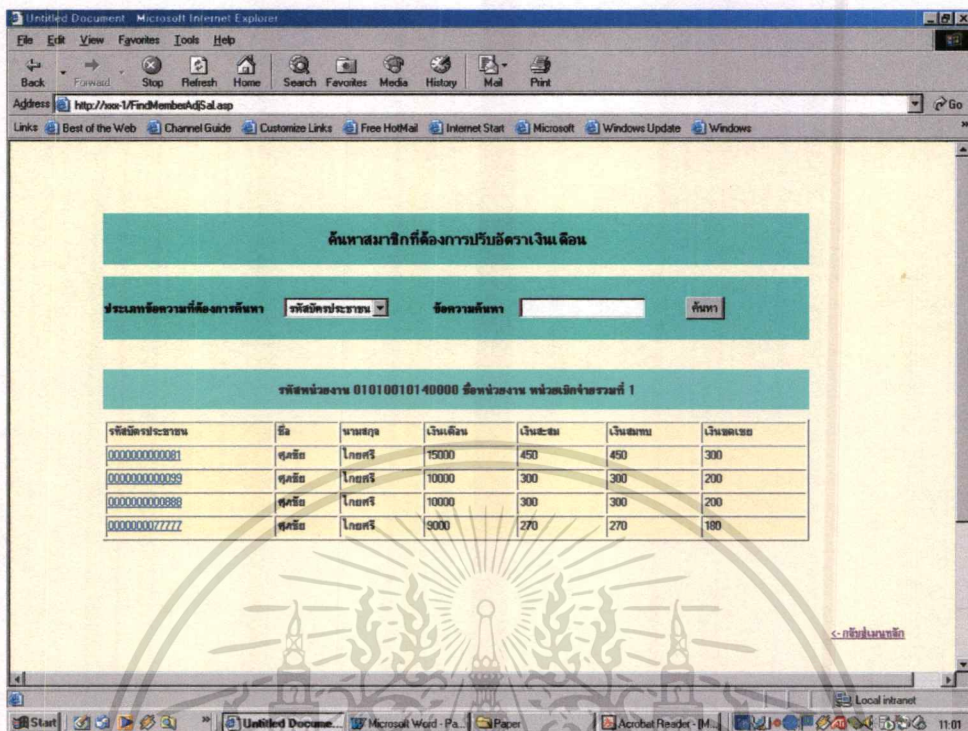 Untitled Document - Microsoft Internet Explorer
File Edit View Favorites Tools Help
Back Forward Stop Refresh Home Search Favorites Media History Mail Print
Address http://xxx-1/FindMemberAdjSal.asp Go
Links Best of the Web Channel Guide Customize Links Free HotMail Internet Start Microsoft Windows Update Windows
ค้นหาสมาชิกที่ต้องการปรับอัตราเงินเดือน
ประเภทข้อความที่ต้องการค้นหา รหัสบัตรประชาชน ข้อความค้นหา ค้นหา
รหัสหน่วยงาน 01010010140000 ชื่อหน่วยงาน หน่วยเบิกจ่ายรวมที่ 1
รหัสบัตรประชาชน ชื่อ นามสกุล เงินเดือน เงินสะสม เงินสมทบ เงินชดเชย
0000000000081 ศุภชัย ไกยศรี 15000 450 450 300
0000000000099 ศุภชัย ไกยศรี 10000 300 300 200
0000000000888 ศุภชัย ไกยศรี 10000 300 300 200
0000000077777 ศุภชัย ไกยศรี 9000 270 270 180
<- กลับไปเมนูหลัก
Local intranet
Start Untitled Docume... Microsoft Word - Pa... Paper Acrobat Reader - [M... 11:01